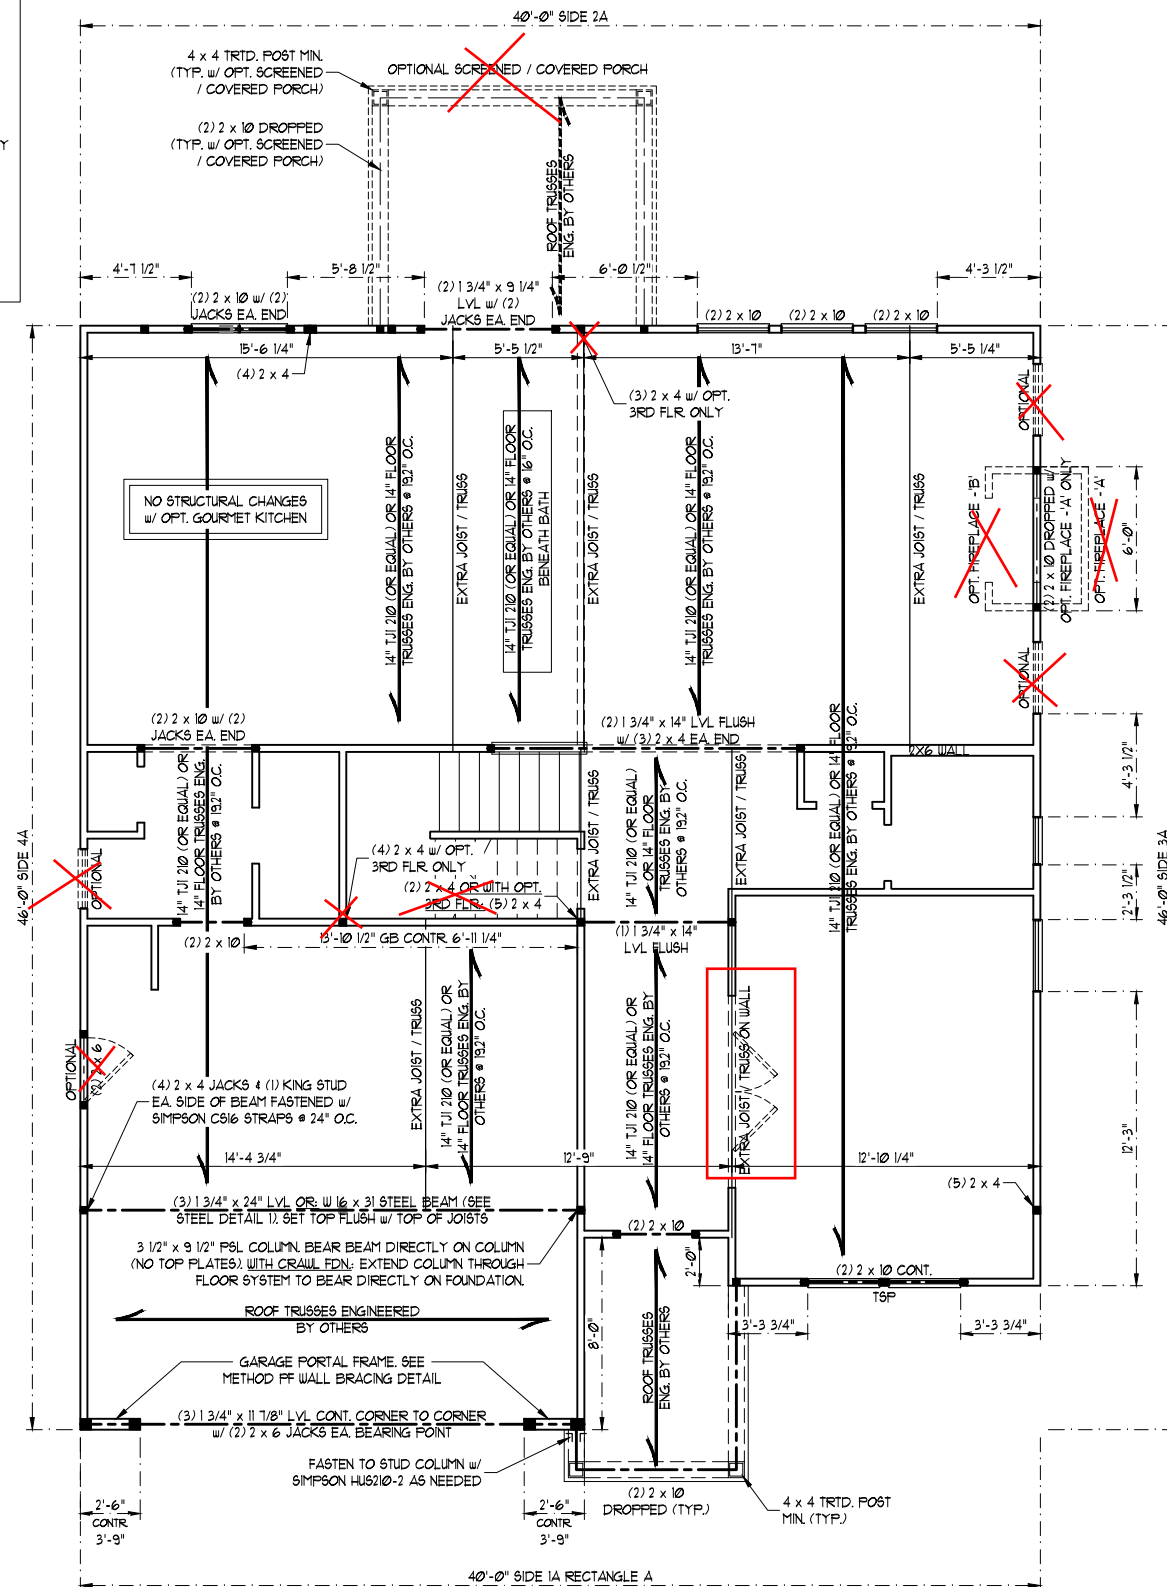 40'-0" SIDE 2A
4 x 4 TRTD. POST MIN.
(TYP. w/ OPT. SCREENED
/ COVERED PORCH)
OPTIONAL SCREENED / COVERED PORCH
(2) 2 x 10 DROPPED
(TYP. w/ OPT. SCREENED
/ COVERED PORCH)
Y
ROOF TRUSSES
ENG. BY OTHERS
4'-7 1/2"
5'-8 1/2"
6'-0 1/2"
4'-3 1/2"
(2) 2 x 10 w/ (2)
JACKS EA. END
(2) 1 3/4" x 9 1/4"
LVL w/ (2)
JACKS EA. END
(2) 2 x 10
(2) 2 x 10
(2) 2 x 10
15'-6 1/4"
5'-5 1/2"
13'-7"
5'-5 1/4"
(4) 2 x 4
(3) 2 x 4 w/ OPT.
3RD FLR. ONLY
OPTIONAL
NO STRUCTURAL CHANGES
w/ OPT. GOURMET KITCHEN
14" TJI 210 (OR EQUAL) OR 14" FLOOR
TRUSSES ENG. BY OTHERS @ 19.2" O.C.
EXTRA JOIST / TRUSS
14" TJI 210 (OR EQUAL) OR 14" FLOOR
TRUSSES ENG. BY OTHERS @ 16" O.C.
BENEATH BATH
EXTRA JOIST / TRUSS
14" TJI 210 (OR EQUAL) OR 14" FLOOR
TRUSSES ENG. BY OTHERS @ 19.2" O.C.
EXTRA JOIST / TRUSS
OPT. FIREPLACE -'B'
(2) 2 x 10 DROPPED w/
OPT. FIREPLACE -'A' ONLY
OPT. FIREPLACE -'A'
6'-0"
OPTIONAL
(2) 2 x 10 w/ (2)
JACKS EA. END
(2) 1 3/4" x 14" LVL FLUSH
w/ (3) 2 x 4 EA. END
2X6 WALL
14" TJI 210 (OR EQUAL) OR
14" FLOOR TRUSSES ENG.
BY OTHERS @ 19.2" O.C.
EXTRA JOIST / TRUSS
14" TJI 210 (OR EQUAL)
OR 14" FLOOR
TRUSSES ENG. BY
OTHERS @ 19.2" O.C.
EXTRA JOIST / TRUSS
14" TJI 210 (OR EQUAL) OR 14" FLOOR
TRUSSES ENG. BY OTHERS @ 19.2" O.C.
4'-3 1/2"
2'-3 1/2"
46'-0" SIDE 4A
46'-0" SIDE 3A
OPTIONAL
(4) 2 x 4 w/ OPT.
3RD FLR. ONLY
(2) 2 x 4 OR WITH OPT.
3RD FLR.: (5) 2 x 4
(2) 2 x 10
13'-10 1/2" GB CONTR. 6'-11 1/4"
(1) 1 3/4" x 14"
LVL FLUSH
EXTRA JOIST / TRUSS
14" TJI 210 (OR EQUAL) OR
14" FLOOR TRUSSES ENG. BY
OTHERS @ 19.2" O.C.
14" TJI 210 (OR EQUAL) OR
14" FLOOR TRUSSES ENG. BY
OTHERS @ 19.2" O.C.
EXTRA JOIST / TRUSS ON WALL
OPTIONAL
(2) 2 x 6
(4) 2 x 4 JACKS & (1) KING STUD
EA. SIDE OF BEAM FASTENED w/
SIMPSON CS16 STRAPS @ 24" O.C.
12'-3"
14'-4 3/4"
12'-9"
12'-10 1/4"
(5) 2 x 4
(3) 1 3/4" x 24" LVL OR: W 16 x 31 STEEL BEAM (SEE
STEEL DETAIL 1). SET TOP FLUSH w/ TOP OF JOISTS
(2) 2 x 10
3 1/2" x 9 1/2" PSL COLUMN. BEAR BEAM DIRECTLY ON COLUMN
(NO TOP PLATES). WITH CRAWL FDN.: EXTEND COLUMN THROUGH
FLOOR SYSTEM TO BEAR DIRECTLY ON FOUNDATION.
2'-0"
(2) 2 x 10 CONT.
TSP
ROOF TRUSSES ENGINEERED
BY OTHERS
8'-0"
ROOF TRUSSES
ENG. BY OTHERS
3'-3 3/4"
3'-3 3/4"
GARAGE PORTAL FRAME. SEE
METHOD PF WALL BRACING DETAIL
(3) 1 3/4" x 11 7/8" LVL CONT. CORNER TO CORNER
w/ (2) 2 x 6 JACKS EA. BEARING POINT
FASTEN TO STUD COLUMN w/
SIMPSON HUS210-2 AS NEEDED
(2) 2 x 10
DROPPED (TYP.)
4 x 4 TRTD. POST
MIN. (TYP.)
2'-6"
CONTR.
3'-9"
2'-6"
CONTR.
3'-9"
40'-0" SIDE 1A RECTANGLE A